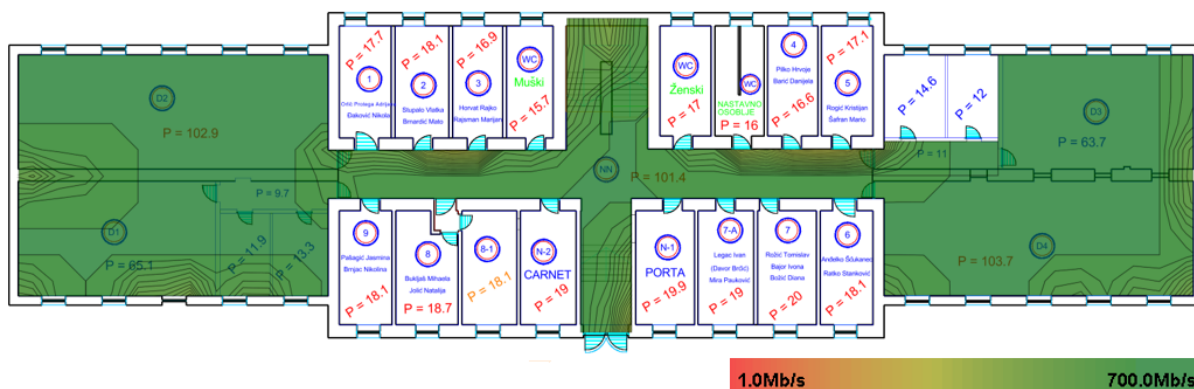 D2
P = 102.9
P = 9.7
D1
P = 65.1
P = 11.9
P = 13.3
P = 17.7
1
Đaković Nikola
P = 18.1
2
Stupalo Vlatka
Brnardić Mato
P = 16.9
3
Horvat Rajko
Rajsman Marijan
WC
Muški
P = 15.7
WC
Ženski
P = 17
WC
NASTAVNO
OSOBLJE
P = 16
4
Pilko Hrvoje
Barić Danijela
P = 16.6
P = 17.1
5
Rogić Kristijan
Šafran Mario
P = 14.6
P = 12
D3
P = 63.7
P = 11
NN
P = 101.4
9
Pašagić Jasmina
Brnjac Nikolina
P = 18.1
8
Bukljaš Mihaela
Jolić Natalija
P = 18.7
8-1
P = 18.1
N-2
CARNET
P = 19
N-1
PORTA
P = 19.9
7-A
Legac Ivan
(Davor Brčić)
Mira Pauković
P = 19
7
Rožić Tomislav
Bajor Ivona
Božić Diana
P = 20
6
Anđelko Ščukanec
Ratko Stanković
P = 18.1
D4
P = 103.7
1.0Mb/s
700.0Mb/s